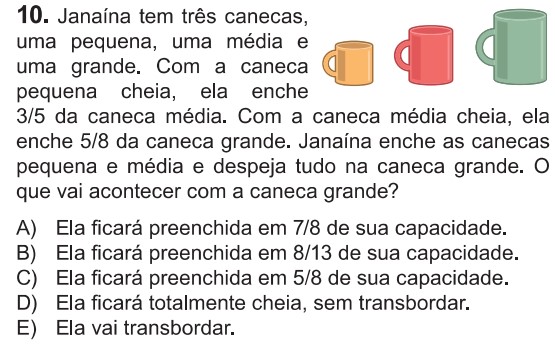 10. Janaína tem três canecas,
uma pequena, uma média e
uma grande. Com a caneca
pequena cheia, ela enche
3/5 da caneca média. Com a caneca média cheia, ela
enche 5/8 da caneca grande. Janaína enche as canecas
pequena e média e despeja tudo na caneca grande. O
que vai acontecer com a caneca grande?
A) Ela ficará preenchida em 7/8 de sua capacidade.
B) Ela ficará preenchida em 8/13 de sua capacidade.
C) Ela ficará preenchida em 5/8 de sua capacidade.
D) Ela ficará totalmente cheia, sem transbordar.
E) Ela vai transbordar.